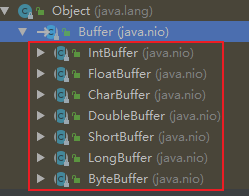 Object (java.lang)
Buffer (java.nio)
IntBuffer (java.nio)
FloatBuffer (java.nio)
CharBuffer (java.nio)
DoubleBuffer (java.nio)
ShortBuffer (java.nio)
LongBuffer (java.nio)
ByteBuffer (java.nio)